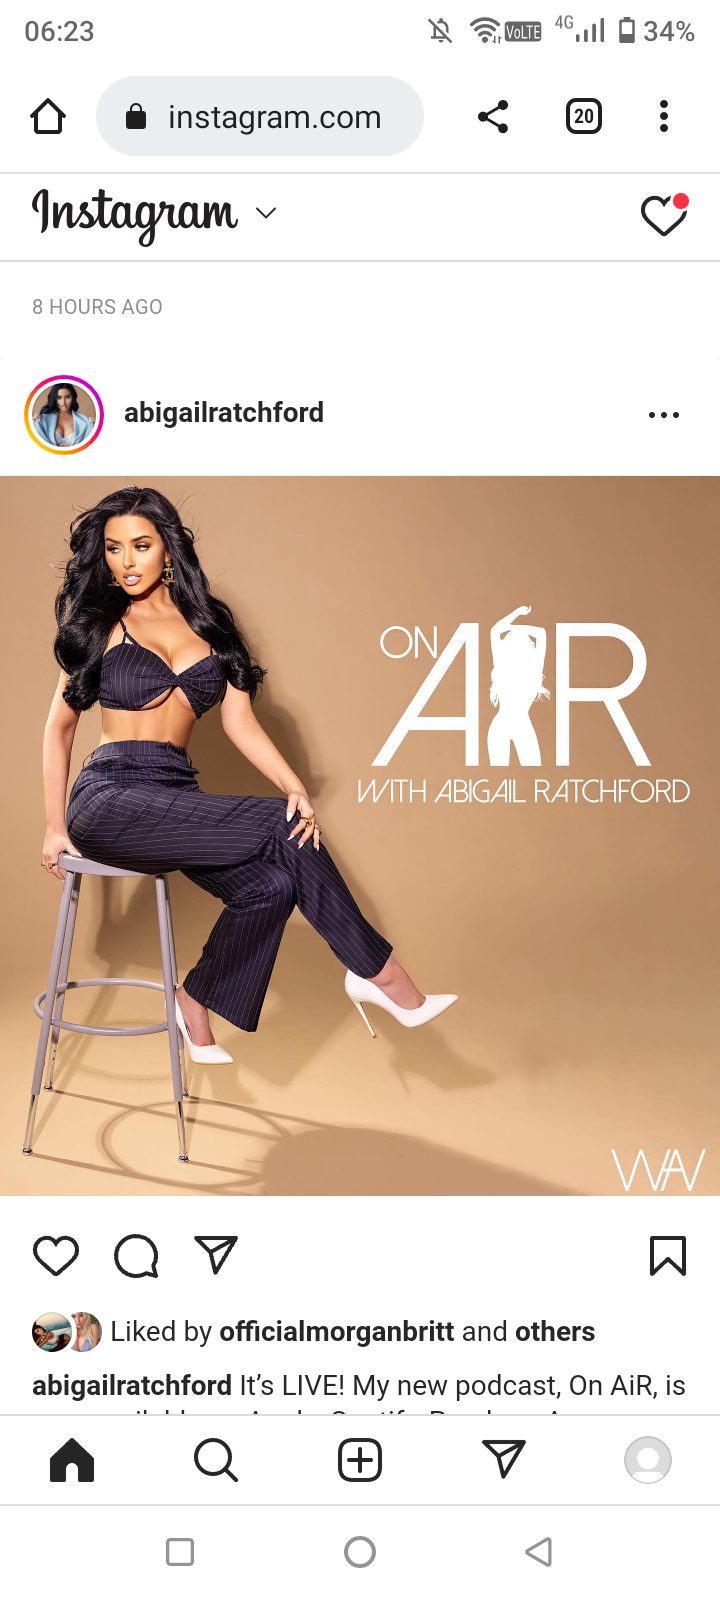 06:23
VoLTE
4G
34%
instagram.com
20
Instagram
8 HOURS AGO
abigailratchford
ON
AiR
WITH ABIGAIL RATCHFORD
WAV
Liked by officialmorganbritt and others
abigailratchford It’s LIVE! My new podcast, On AiR, is